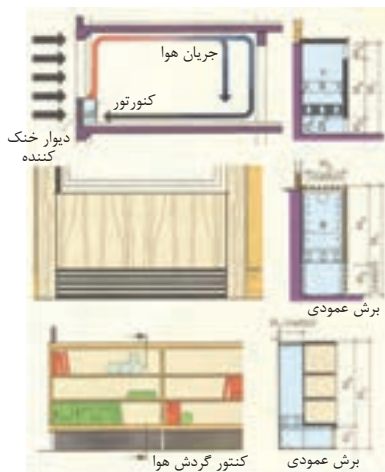 جریان هوا
کنورتور
دیوار خنک
کننده
برش عمودی
کنتور گردش هوا
برش عمودی